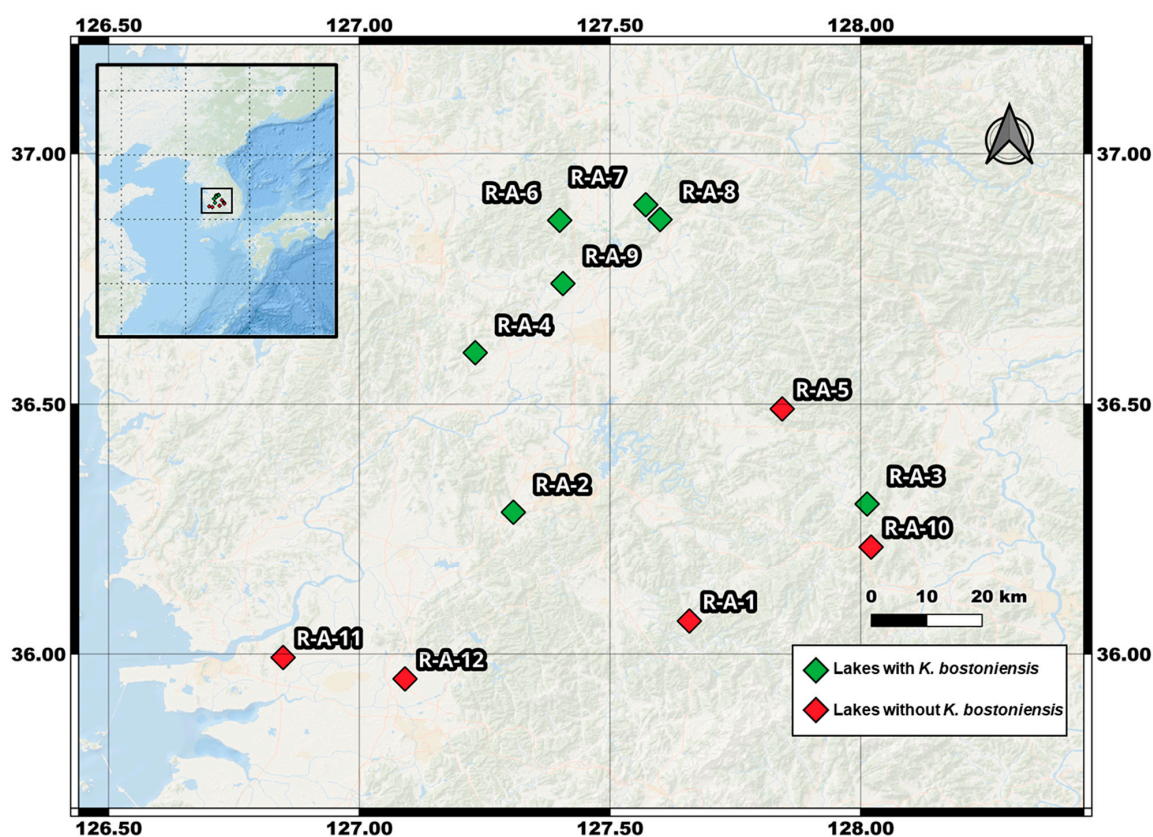 126.50 127.00 127.50 128.00
37.00 37.00
R-A-7
R-A-6 R-A-8
R-A-9
R-A-4
R-A-5
36.50 36.50
R-A-3
R-A-2
R-A-10
0 10 20 km
R-A-1
R-A-11
36.00 R-A-12 36.00
Lakes with K. bostoniensis
Lakes without K. bostoniensis
126.50 127.00 127.50 128.00